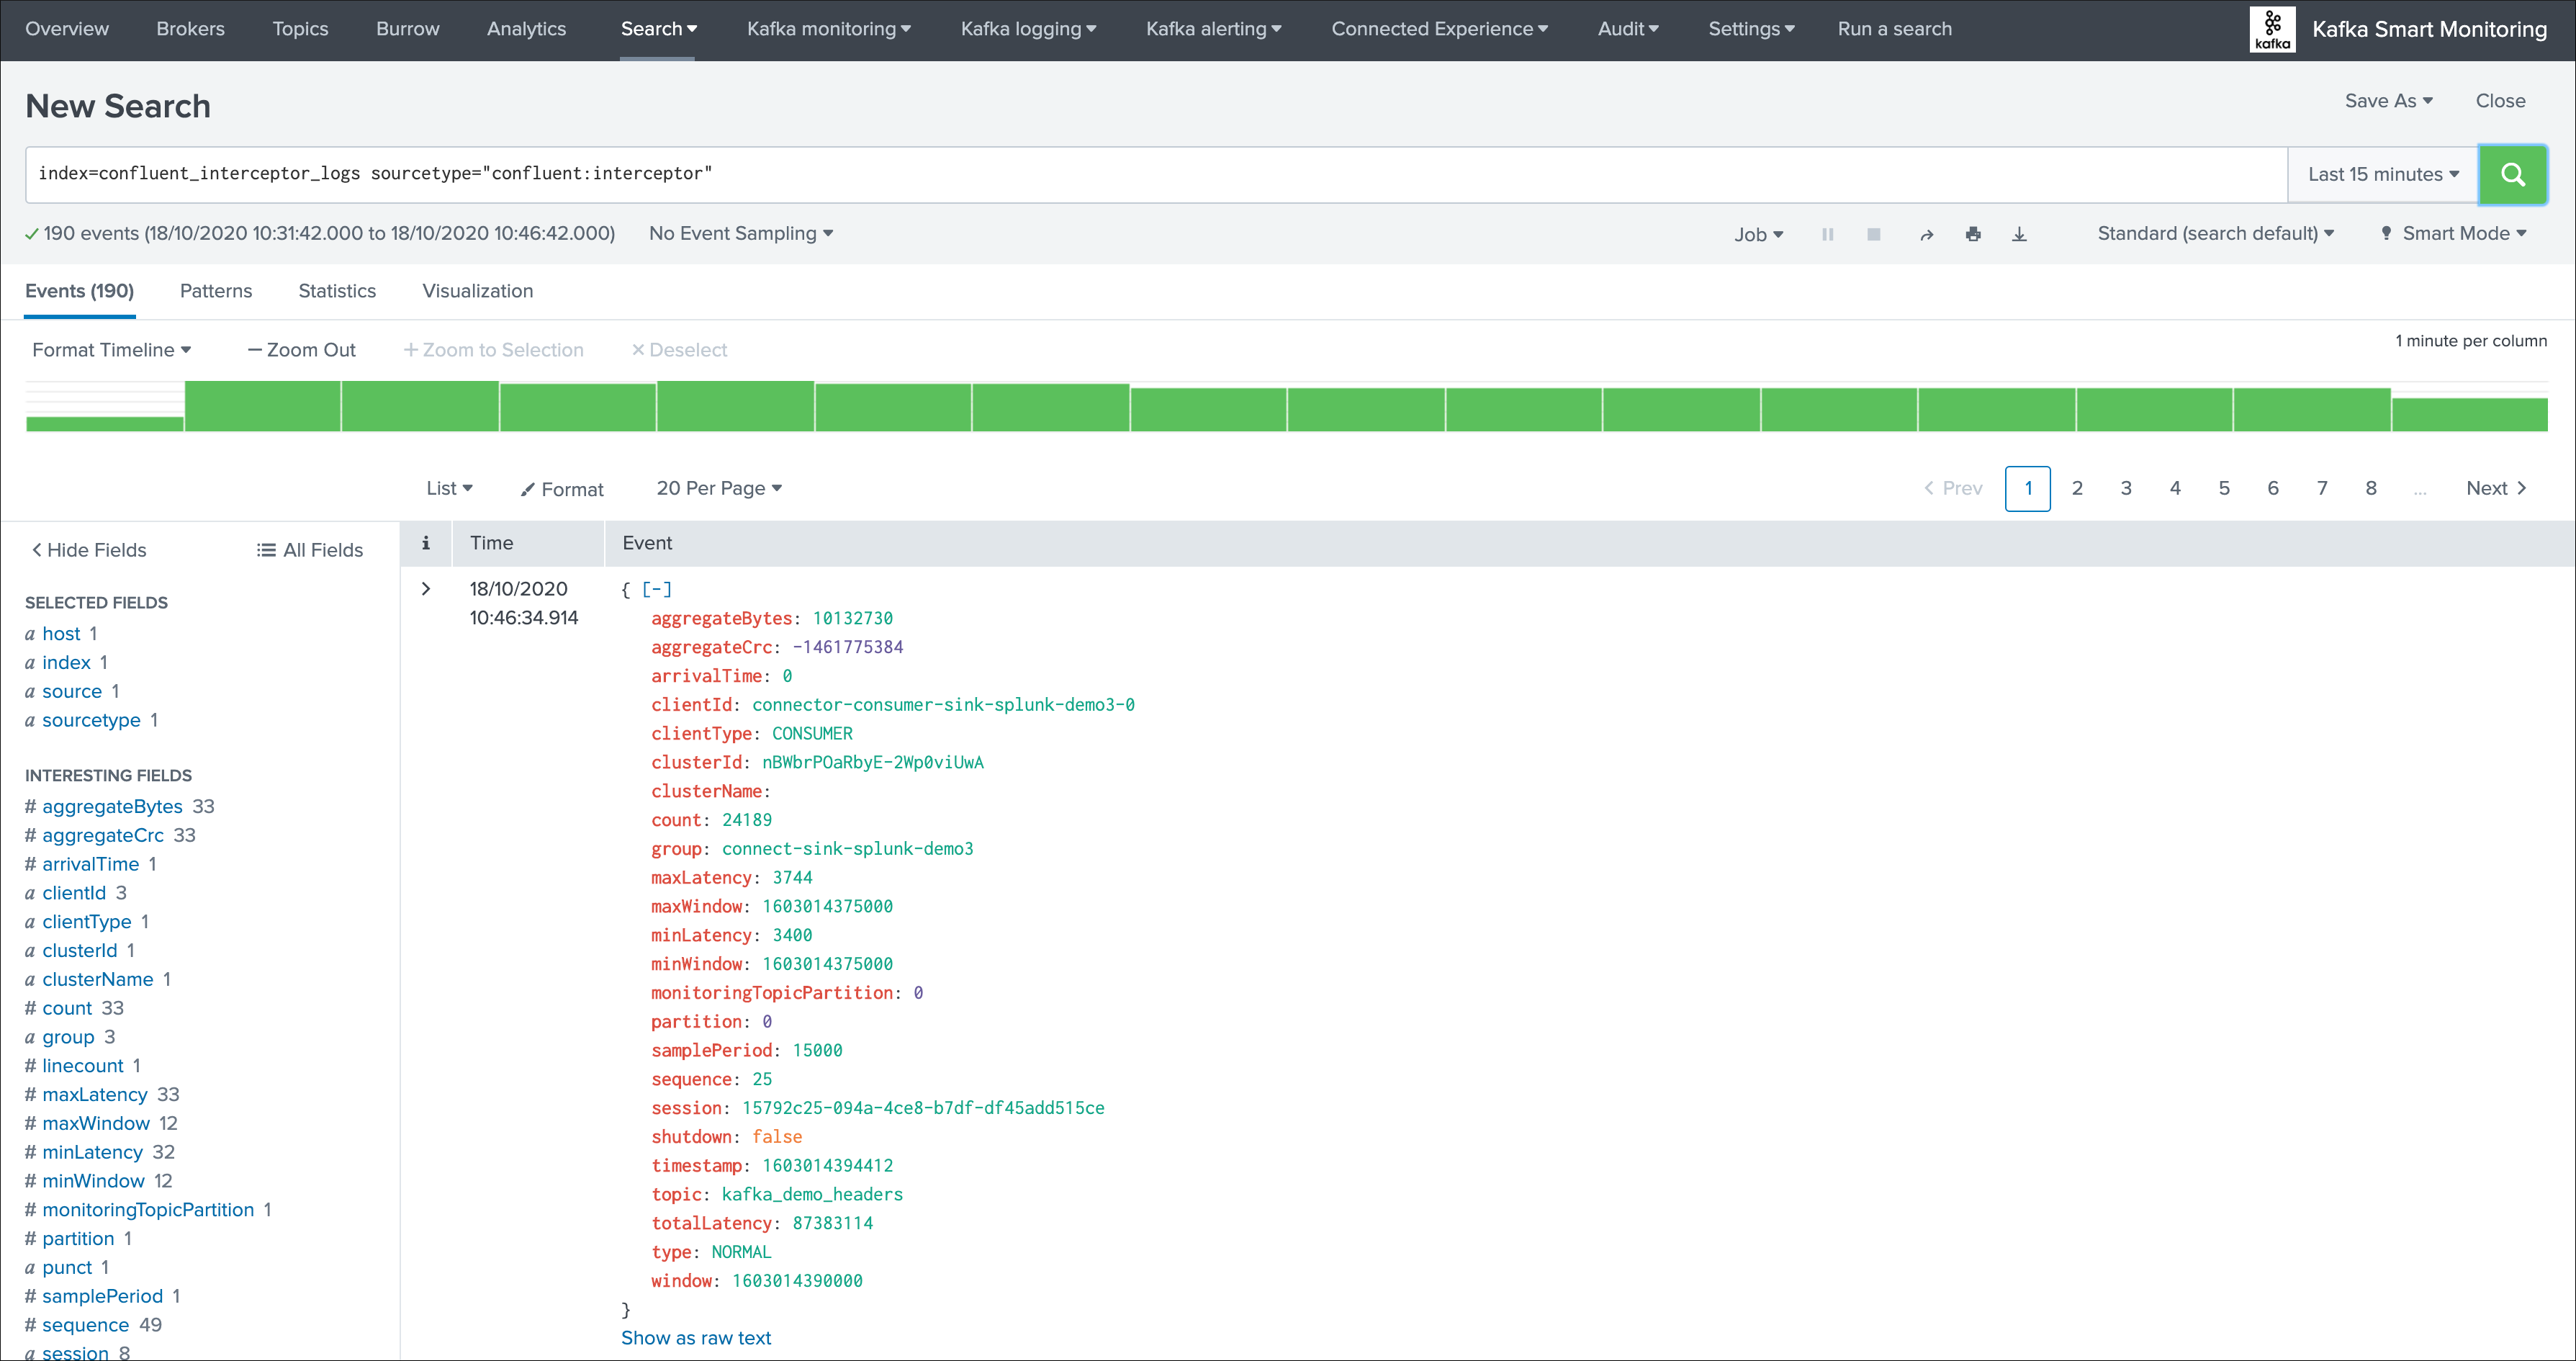 Overview Brokers Topics Burrow Analytics Search Kafka monitoring Kafka logging Kafka alerting Connected Experience Audit Settings Run a search kafka Kafka Smart Monitoring
New Search
Save As Close
index=confluent_interceptor_logs sourcetype="confluent:interceptor"
Last 15 minutes
190 events (18/10/2020 10:31:42.000 to 18/10/2020 10:46:42.000) No Event Sampling Job Standard (search default) Smart Mode
Events (190) Patterns Statistics Visualization
Format Timeline — Zoom Out + Zoom to Selection × Deselect
1 minute per column
List Format 20 Per Page < Prev 1 2 3 4 5 6 7 8 ... Next >
< Hide Fields All Fields
SELECTED FIELDS
a host 1
a index 1
a source 1
a sourcetype 1
INTERESTING FIELDS
# aggregateBytes 33
# aggregateCrc 33
# arrivalTime 1
a clientId 3
a clientType 1
a clusterId 1
a clusterName 1
# count 33
a group 3
# linecount 1
# maxLatency 33
# maxWindow 12
# minLatency 32
# minWindow 12
# monitoringTopicPartition 1
# partition 1
a punct 1
# samplePeriod 1
# sequence 49
a session 8
i Time Event
> 18/10/2020
10:46:34.914
{ [-]
aggregateBytes: 10132730
aggregateCrc: -1461775384
arrivalTime: 0
clientId: connector-consumer-sink-splunk-demo3-0
clientType: CONSUMER
clusterId: nBWbrPOaRbyE-2Wp0viUwA
clusterName:
count: 24189
group: connect-sink-splunk-demo3
maxLatency: 3744
maxWindow: 1603014375000
minLatency: 3400
minWindow: 1603014375000
monitoringTopicPartition: 0
partition: 0
samplePeriod: 15000
sequence: 25
session: 15792c25-094a-4ce8-b7df-df45add515ce
shutdown: false
timestamp: 1603014394412
topic: kafka_demo_headers
totalLatency: 87383114
type: NORMAL
window: 1603014390000
}
Show as raw text